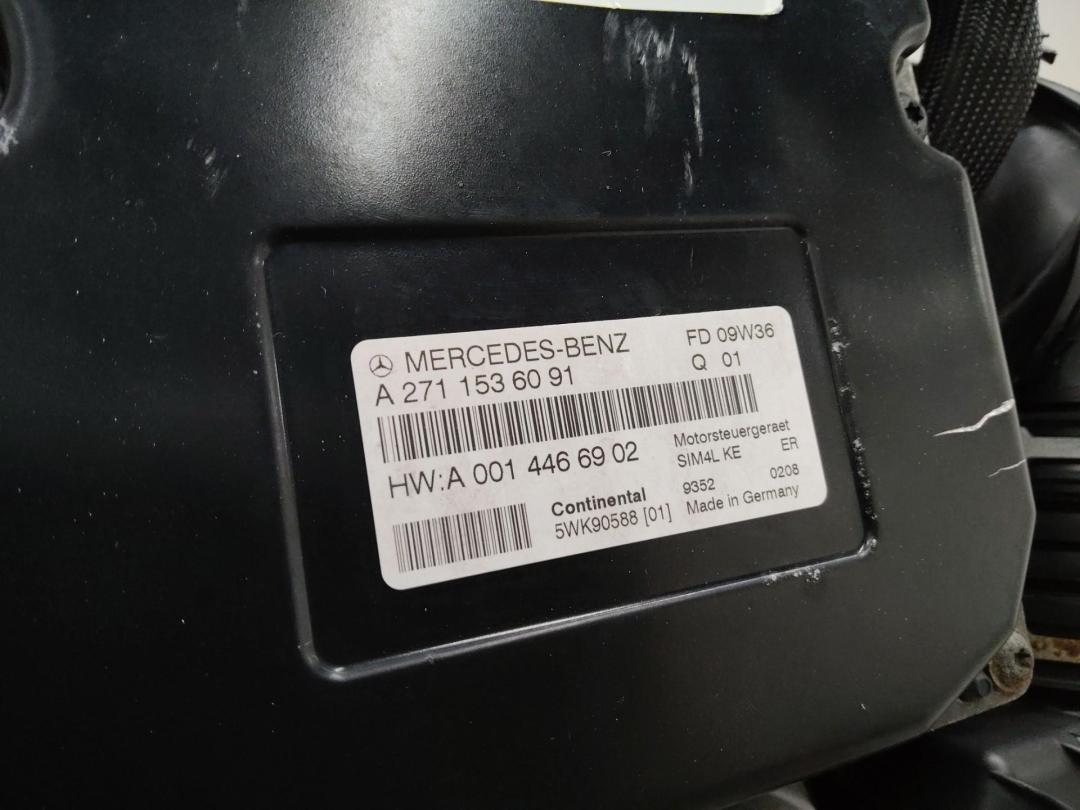 MERCEDES-BENZ FD 09W36
A 271 153 60 91 Q 01
HW:A 001 446 69 02 Motorsteuergeraet
SIM4L KE ER
Continental 9352 0208
5WK90588 [01] Made in Germany